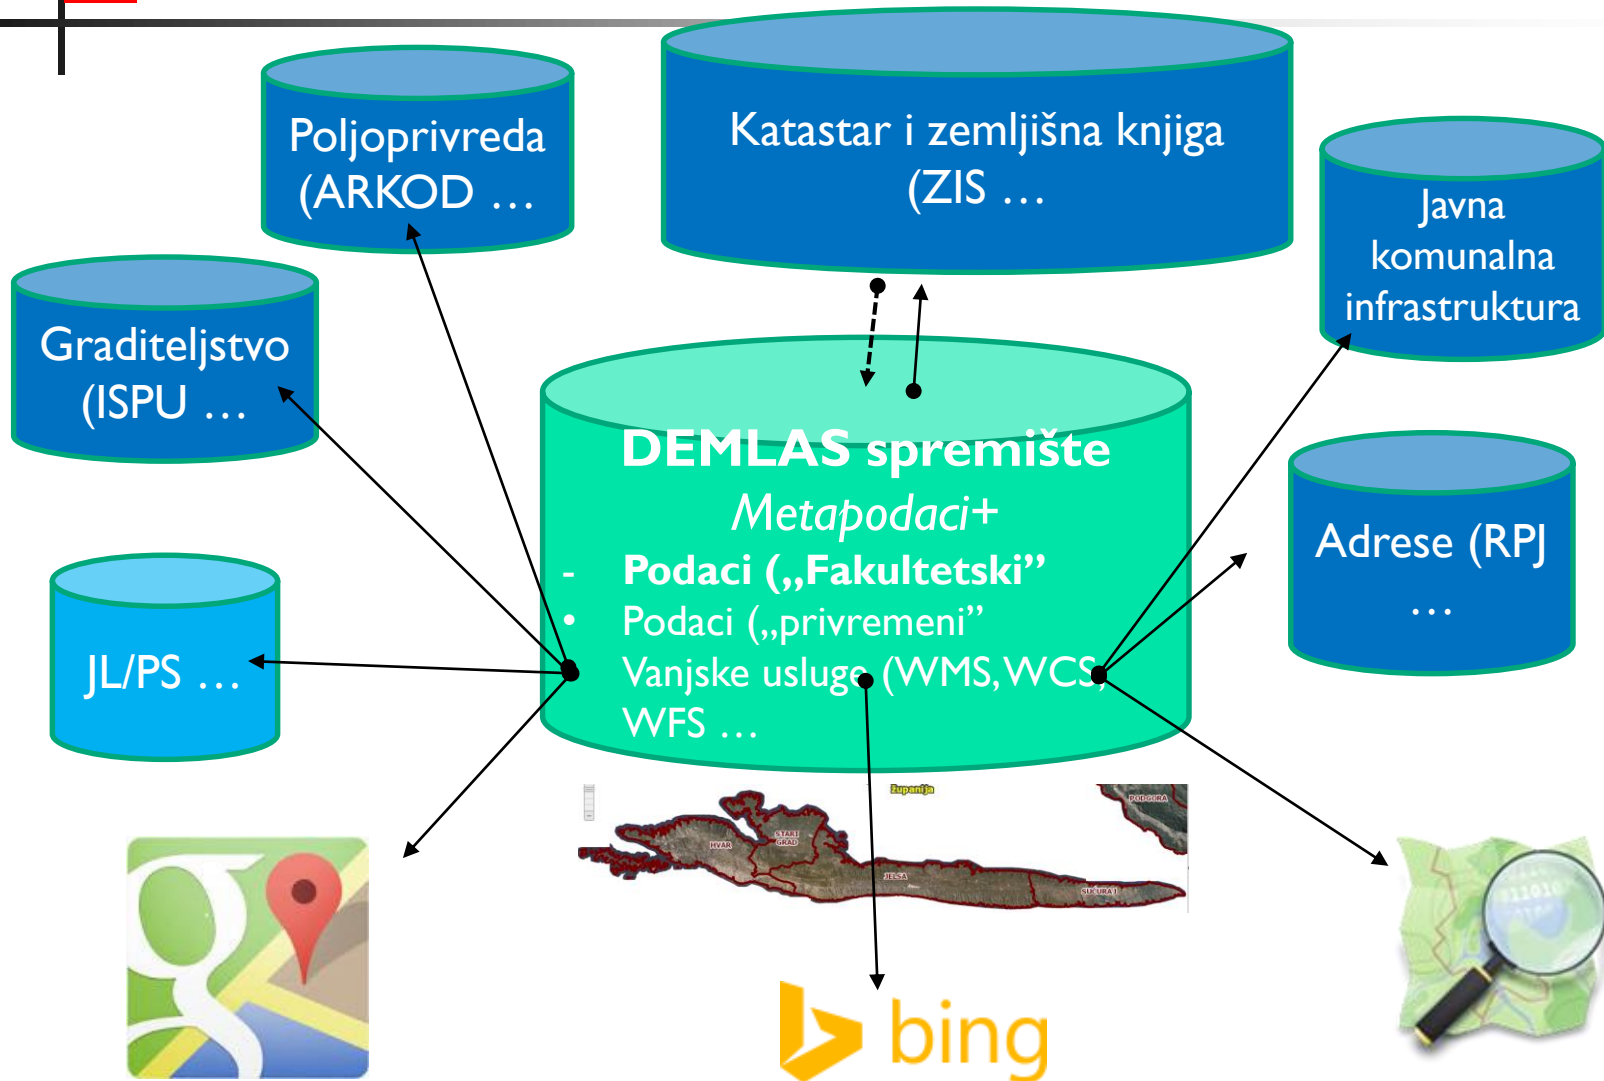 Poljoprivreda
(ARKOD …
Katastar i zemljišna knjiga
(ZIS …
Javna
komunalna
infrastruktura
Graditeljstvo
(ISPU …
DEMLAS spremište
Metapodaci+
- Podaci („Fakultetski”
• Podaci („privremeni”
Vanjske usluge (WMS, WCS,
WFS …
Adrese (RPJ
…
JL/PS …
županija
PODGORA
HVAR
STARI
GRAD
JELSA
SUĆURAJ
bing